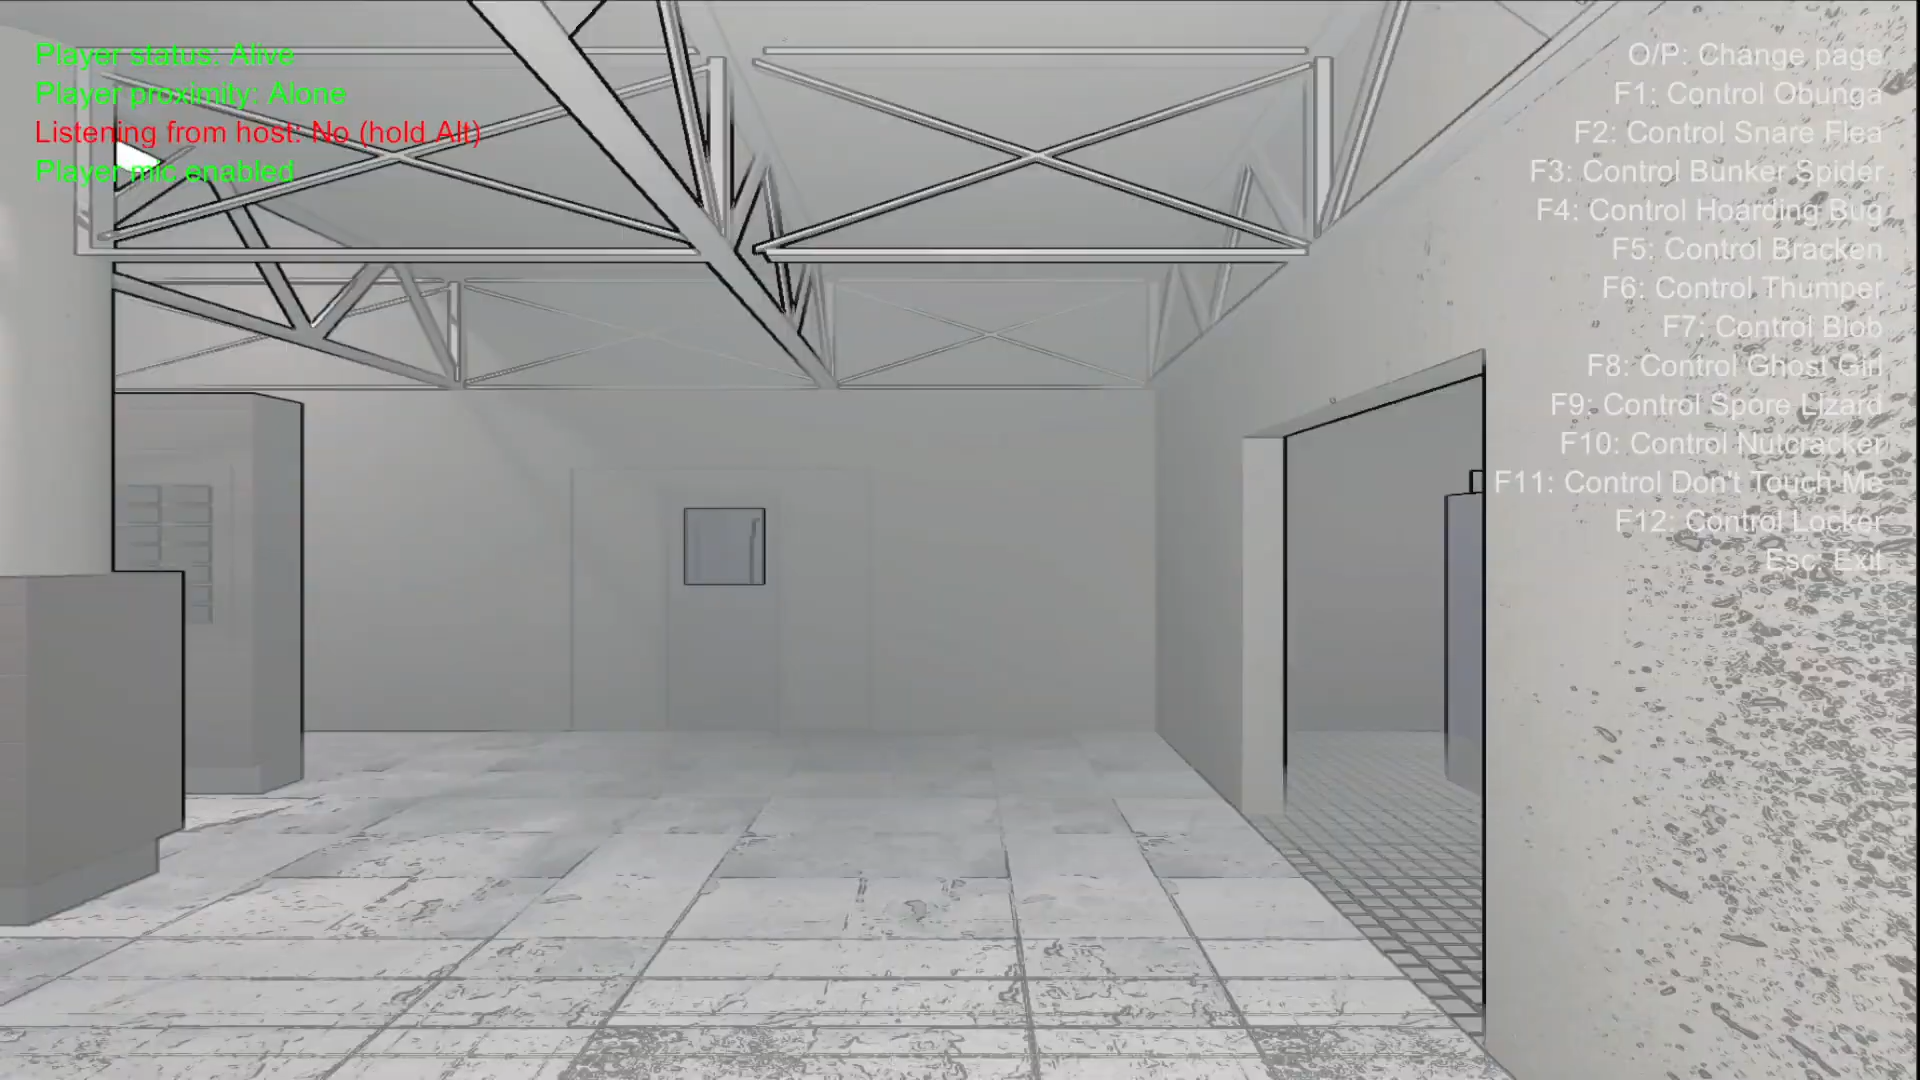 Player status: Alive
Player proximity: Alone
Listening from host: No (hold Alt)
Player mic enabled
O/P: Change page
F1: Control Obunga
F2: Control Snare Flea
F3: Control Bunker Spider
F4: Control Hoarding Bug
F5: Control Bracken
F6: Control Thumper
F7: Control Blob
F8: Control Ghost Girl
F9: Control Spore Lizard
F10: Control Nutcracker
F11: Control Don't Touch Me
F12: Control Locker
Esc: Exit